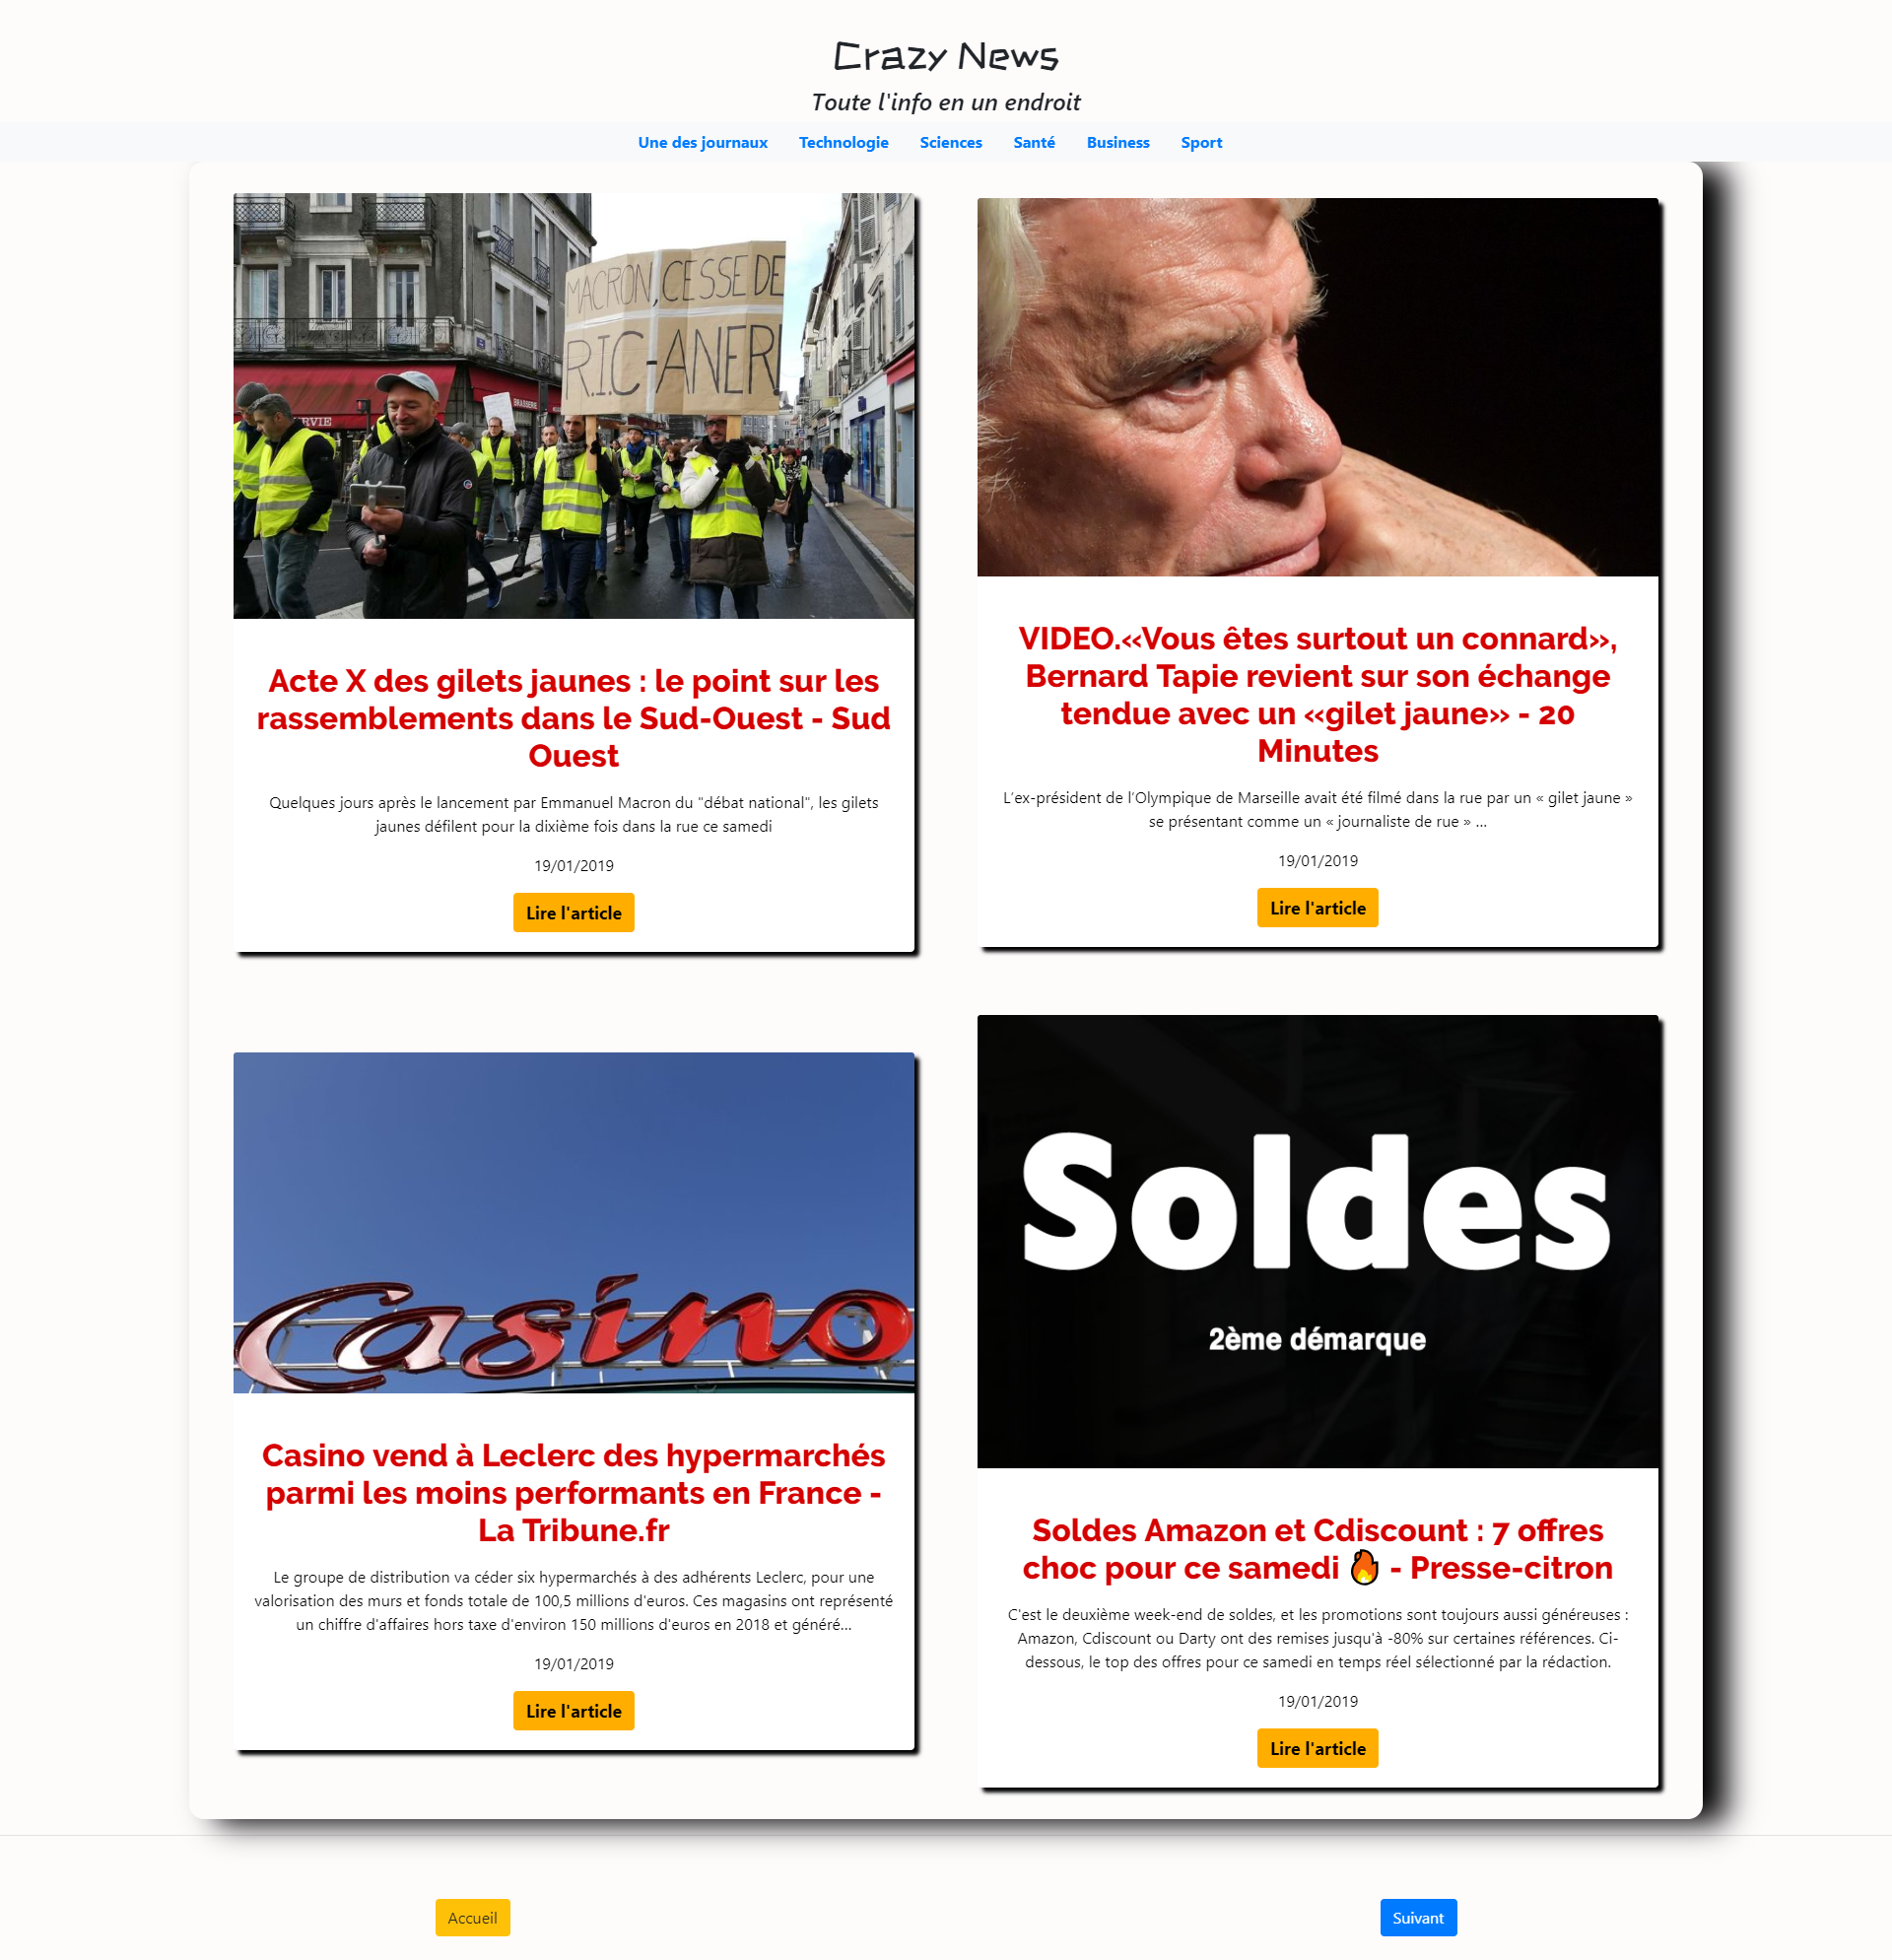 Crazy News
Toute l'info en un endroit
Une des journaux Technologie Sciences Santé Business Sport
MACRON, CESSE DE
R.I.C-ANER!
BRASSERIE
RVIE
Acte X des gilets jaunes : le point sur les
rassemblements dans le Sud-Ouest - Sud
Ouest
Quelques jours après le lancement par Emmanuel Macron du "débat national", les gilets
jaunes défilent pour la dixième fois dans la rue ce samedi
19/01/2019
Lire l'article
VIDEO.«Vous êtes surtout un connard»,
Bernard Tapie revient sur son échange
tendue avec un «gilet jaune» - 20
Minutes
L’ex-président de l’Olympique de Marseille avait été filmé dans la rue par un « gilet jaune »
se présentant comme un « journaliste de rue » …
19/01/2019
Lire l'article
Casino
Casino vend à Leclerc des hypermarchés
parmi les moins performants en France -
La Tribune.fr
Le groupe de distribution va céder six hypermarchés à des adhérents Leclerc, pour une
valorisation des murs et fonds totale de 100,5 millions d'euros. Ces magasins ont représenté
un chiffre d'affaires hors taxe d'environ 150 millions d'euros en 2018 et généré…
19/01/2019
Lire l'article
Soldes
2ème démarque
Soldes Amazon et Cdiscount : 7 offres
choc pour ce samedi 🔥 - Presse-citron
C'est le deuxième week-end de soldes, et les promotions sont toujours aussi généreuses :
Amazon, Cdiscount ou Darty ont des remises jusqu'à -80% sur certaines références. Ci-
dessous, le top des offres pour ce samedi en temps réel sélectionné par la rédaction.
19/01/2019
Lire l'article
Accueil
Suivant